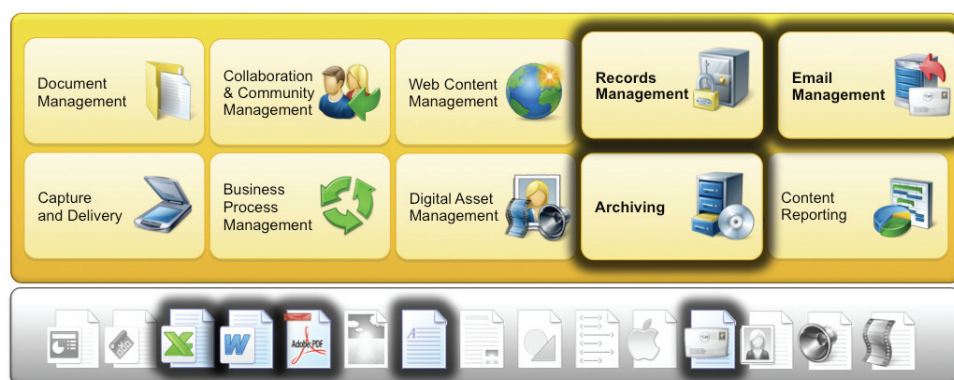 Document
Management
Collaboration
& Community
Management
Web Content
Management
Records
Management
Email
Management
Capture
and Delivery
Business
Process
Management
Digital Asset
Management
Archiving
Content
Reporting
X
W
Adobe PDF
A